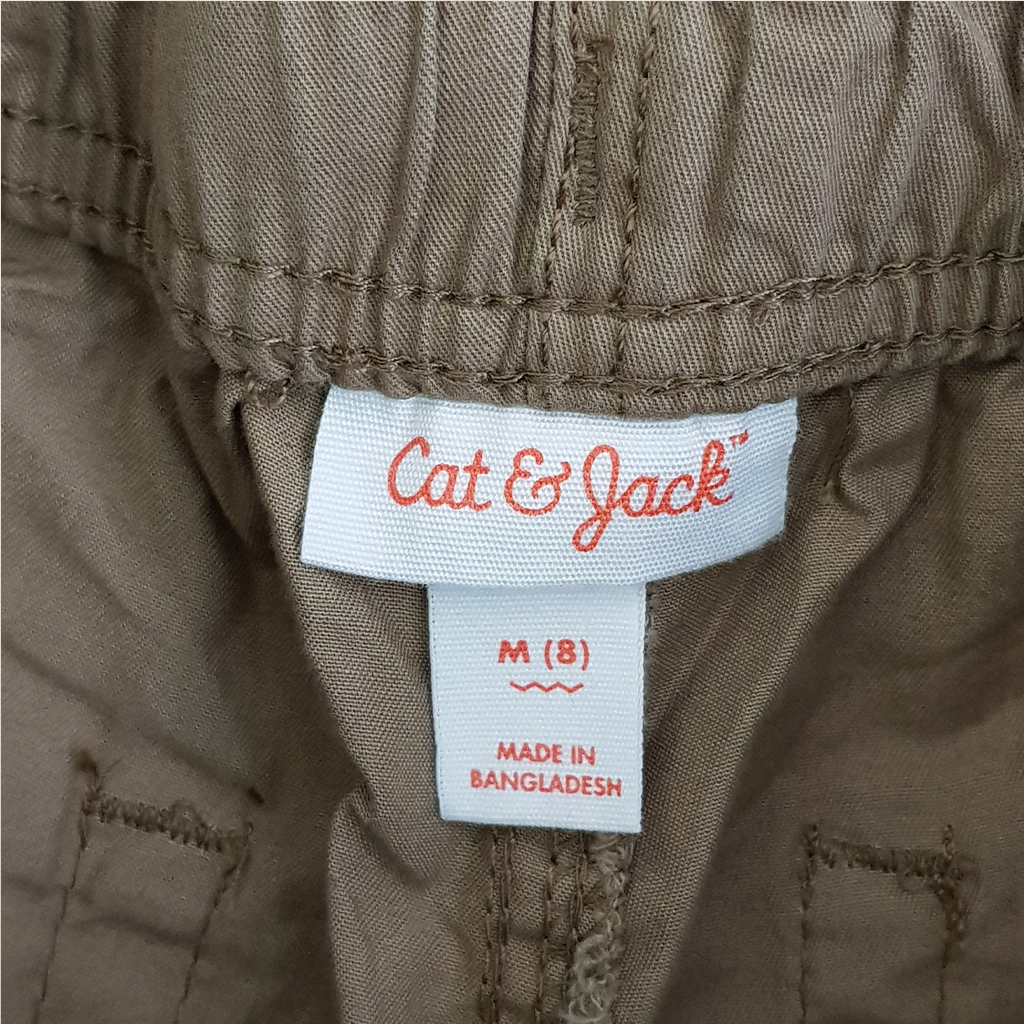 Cat & Jack™
M (8)
MADE IN
BANGLADESH